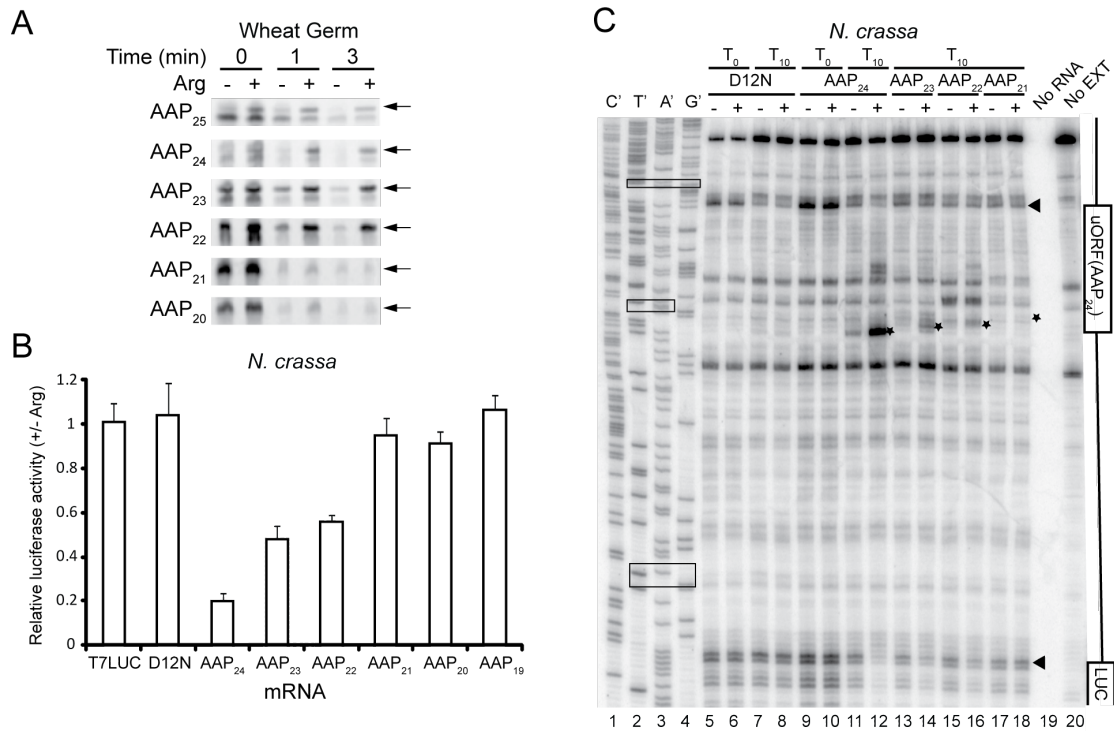 A
Wheat Germ
Time (min) 0 1 3
Arg - + - + - +
AAP25
AAP24
AAP23
AAP22
AAP21
AAP20
B
N. crassa
Relative luciferase activity (+/- Arg)
1.2
1
0.8
0.6
0.4
0.2
0
T7LUC D12N AAP24 AAP23 AAP22 AAP21 AAP20 AAP19
mRNA
C
N. crassa
T0 T10 T0 T10 T10
D12N AAP24 AAP23 AAP22 AAP21 No RNA No EXT
C' T' A' G' - + - + - + - + - + - + - +
uORF(AAP24)
LUC
1 2 3 4 5 6 7 8 9 10 11 12 13 14 15 16 17 18 19 20